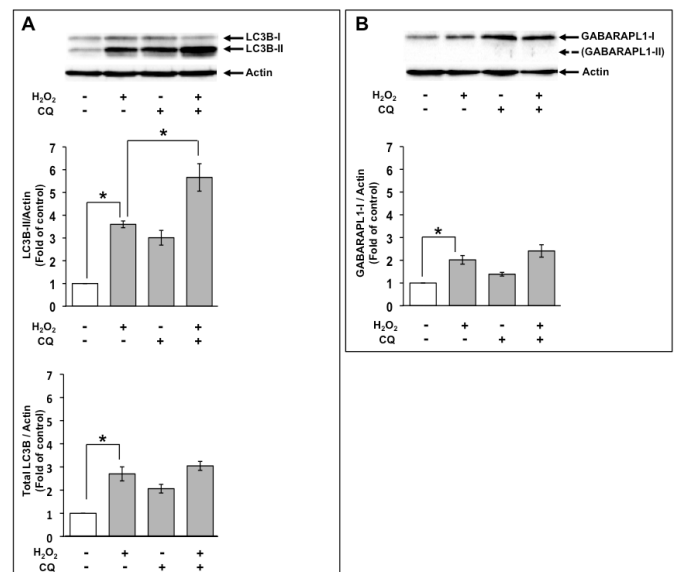 A
LC3B-I
LC3B-II
Actin
H₂O₂ - + - +
CQ - - + +
LC3B-II/Actin
(Fold of control)
7
6
5
4
3
2
1
0
*
*
H₂O₂ - + - +
CQ - - + +
Total LC3B / Actin
(Fold of control)
7
6
5
4
3
2
1
0
*
H₂O₂ - + - +
CQ - - + +
B
GABARAPL1-I
(GABARAPL1-II)
Actin
H₂O₂ - + - +
CQ - - + +
GABARAPL1-I / Actin
(Fold of control)
7
6
5
4
3
2
1
0
*
H₂O₂ - + - +
CQ - - + +